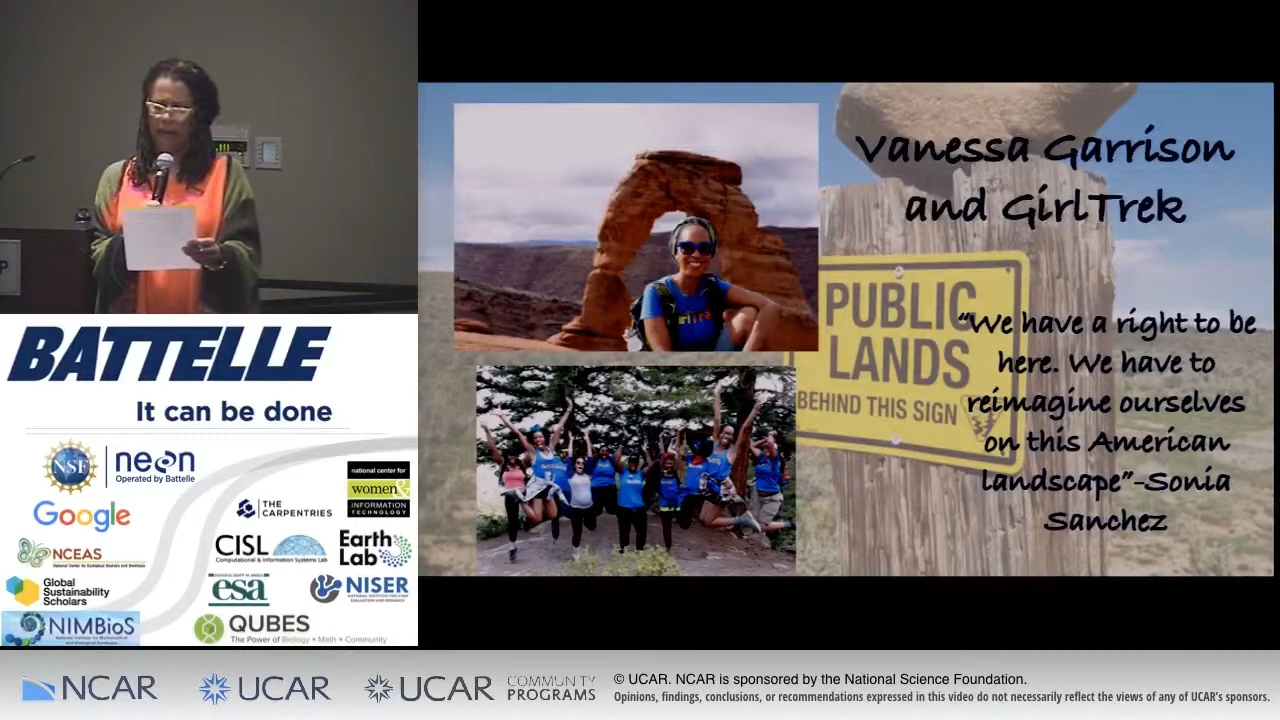 Vanessa Garrison
and GirlTrek
"We have a right to be
here. We have to
reimagine ourselves
on this American
landscape"-Sonia
Sanchez
PUBLIC
LANDS
BEHIND THIS SIGN
BATTELLE
It can be done
NSF
neon
Operated by Battelle
national center for
women&
INFORMATION
TECHNOLOGY
Google
THE
CARPENTRIES
NCEAS
CISL
Computational & Information Systems Lab
Earth
Lab
Global
Sustainability
Scholars
esa
NISER
NIMBioS
QUBES
The Power of Biology • Math • Community
NCAR
UCAR
UCAR
COMMUNITY
PROGRAMS
© UCAR. NCAR is sponsored by the National Science Foundation.
Opinions, findings, conclusions, or recommendations expressed in this video do not necessarily reflect the views of any of UCAR's sponsors.